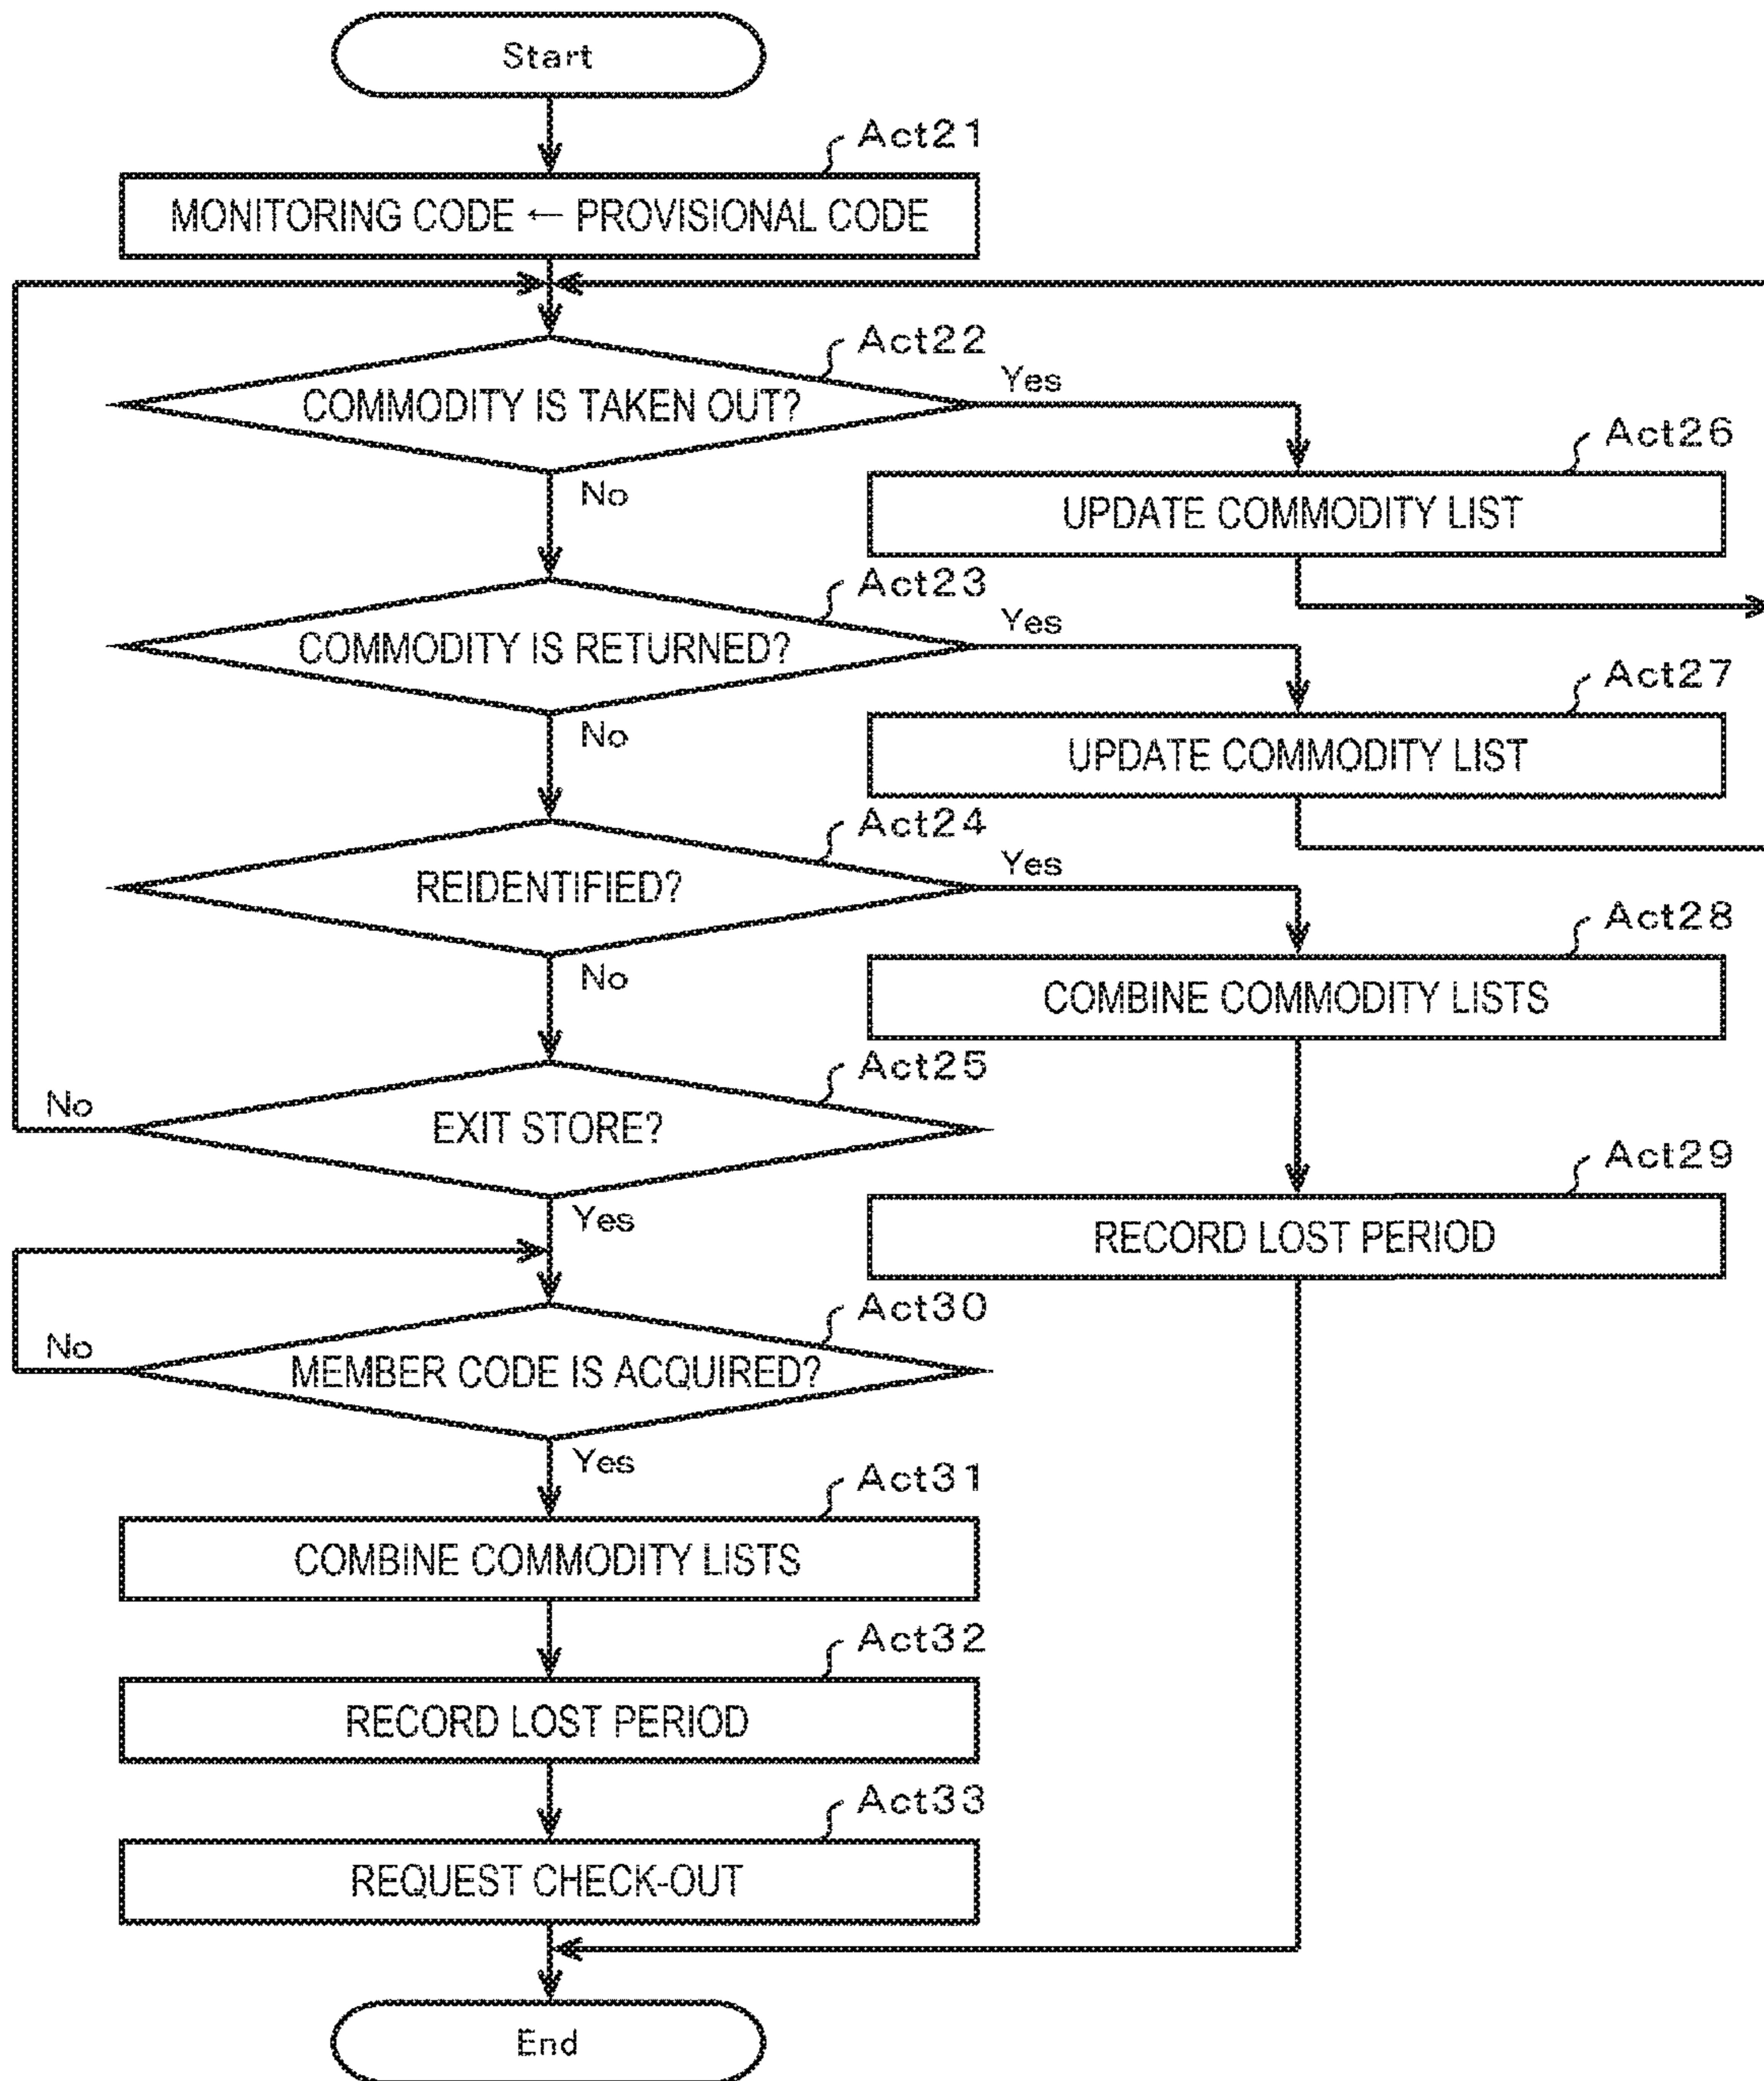 Start
Act21
MONITORING CODE ← PROVISIONAL CODE
Act22
COMMODITY IS TAKEN OUT?
Yes
No
Act26
UPDATE COMMODITY LIST
Act23
COMMODITY IS RETURNED?
Yes
No
Act27
UPDATE COMMODITY LIST
Act24
REIDENTIFIED?
Yes
No
Act28
COMBINE COMMODITY LISTS
Act25
EXIT STORE?
No
Yes
Act29
RECORD LOST PERIOD
Act30
MEMBER CODE IS ACQUIRED?
No
Yes
Act31
COMBINE COMMODITY LISTS
Act32
RECORD LOST PERIOD
Act33
REQUEST CHECK-OUT
End